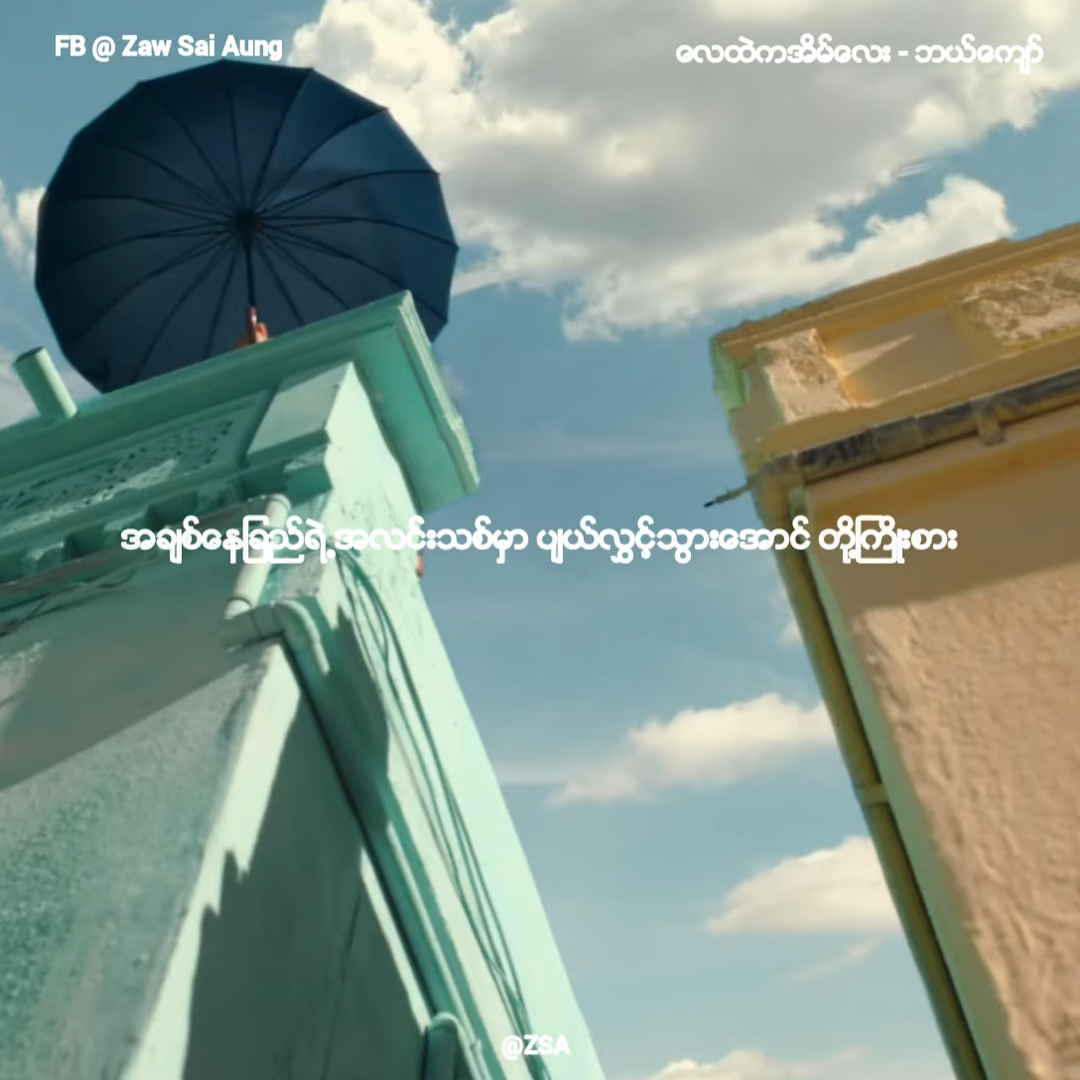 FB @ Zaw Sai Aung
လေထဲကအိမ်လေး - ဘယ်ကျော်
အချစ်နေခြည်ရဲ့အလင်းသစ်မှာ ပျယ်လွှင့်သွားအောင် တို့ကြိုးစား
@ZSA